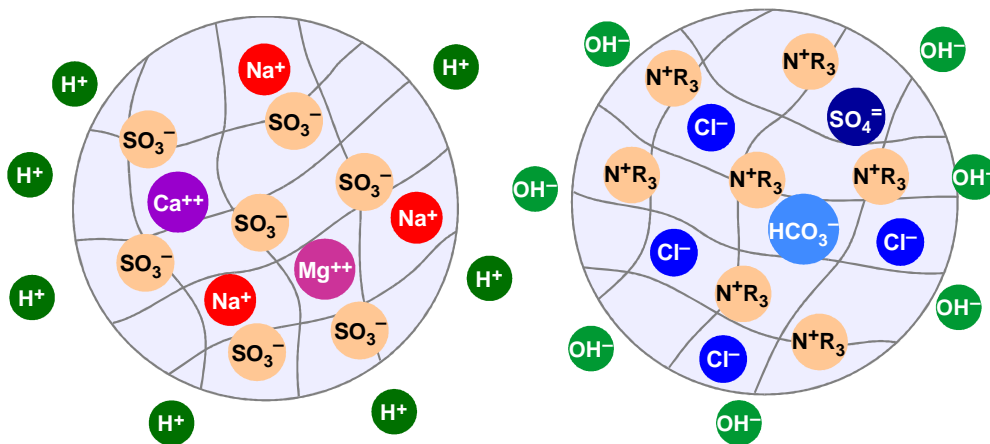 Na⁺
H⁺
H⁺
SO₃⁻
SO₃⁻
H⁺
SO₃⁻
Ca⁺⁺
SO₃⁻
Na⁺
SO₃⁻
Mg⁺⁺
H⁺
H⁺
Na⁺
SO₃⁻
SO₃⁻
H⁺
H⁺
OH⁻
N⁺R₃
N⁺R₃
OH⁻
Cl⁻
SO₄⁼
OH⁻
N⁺R₃
N⁺R₃
N⁺R₃
OH⁻
HCO₃⁻
Cl⁻
Cl⁻
N⁺R₃
OH⁻
OH⁻
Cl⁻
N⁺R₃
OH⁻